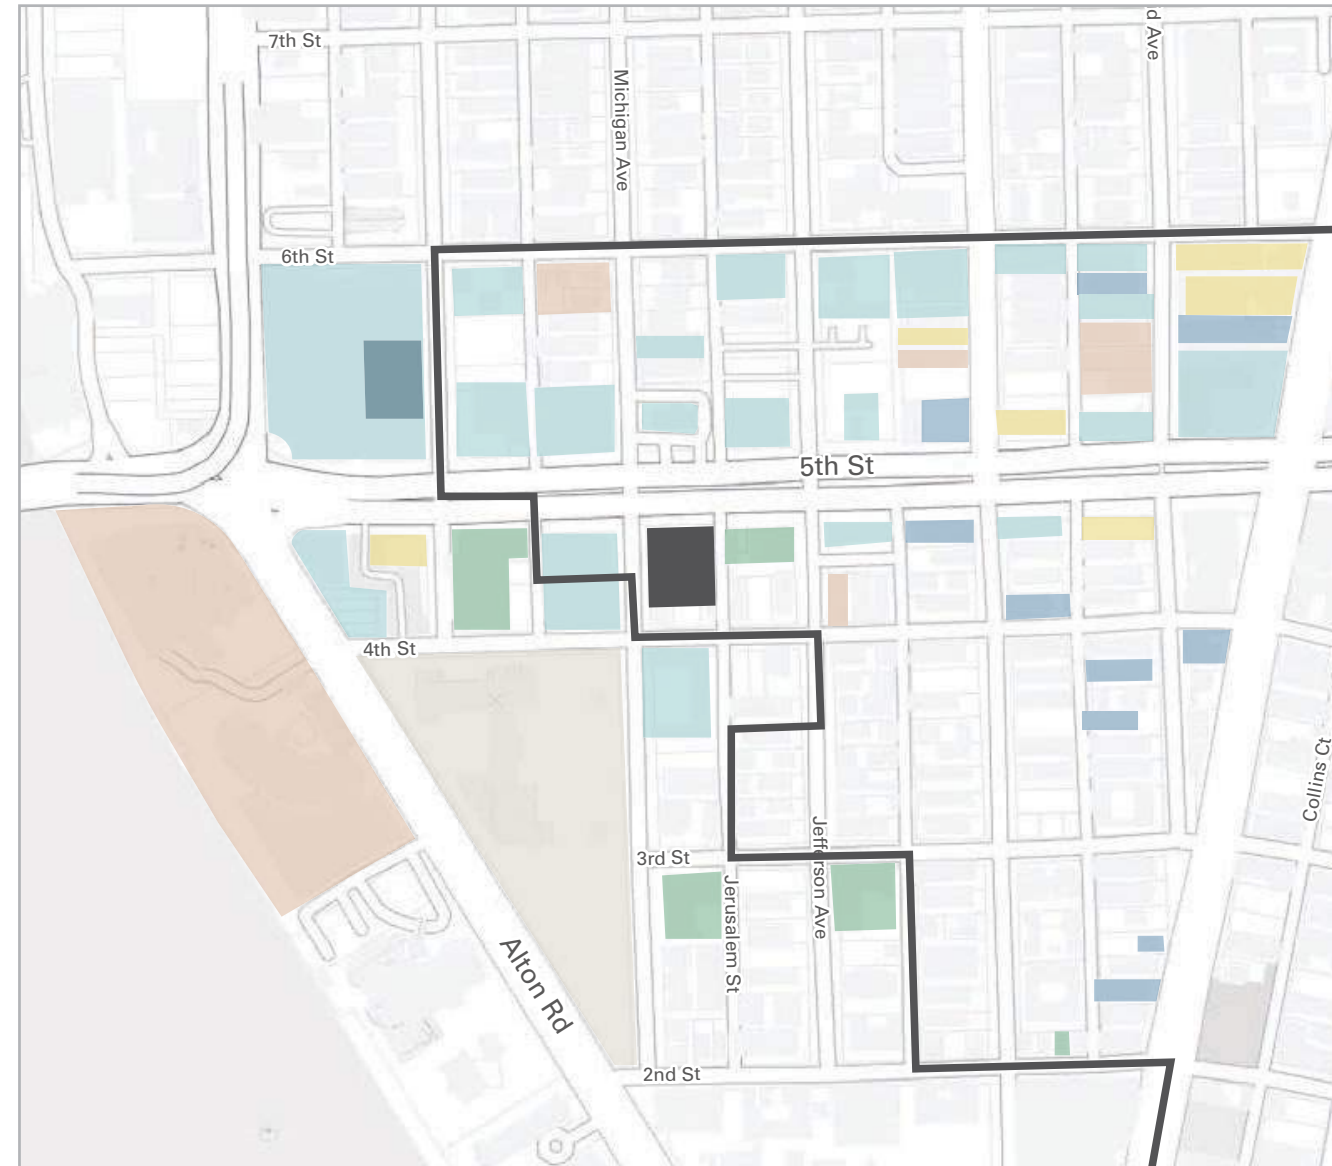 7th St
d Ave
Michigan Ave
6th St
5th St
4th St
Collins Ct
3rd St
Jefferson Ave
Jerusalem St
Alton Rd
2nd St